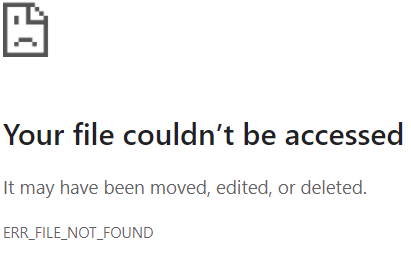 Your file couldn’t be accessed
It may have been moved, edited, or deleted.
ERR_FILE_NOT_FOUND